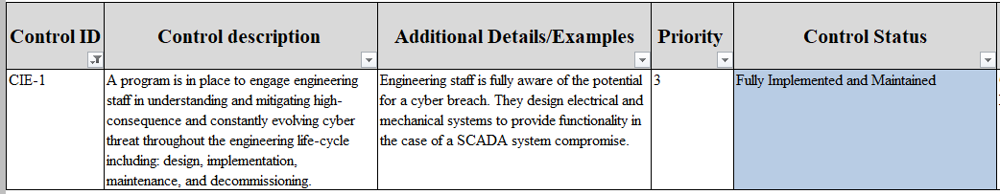 Control ID
Control description
Additional Details/Examples
Priority
Control Status
CIE-1
A program is in place to engage engineering
staff in understanding and mitigating high-
consequence and constantly evolving cyber
threat throughout the engineering life-cycle
including: design, implementation,
maintenance, and decommissioning.
Engineering staff is fully aware of the potential
for a cyber breach. They design electrical and
mechanical systems to provide functionality in
the case of a SCADA system compromise.
3
Fully Implemented and Maintained